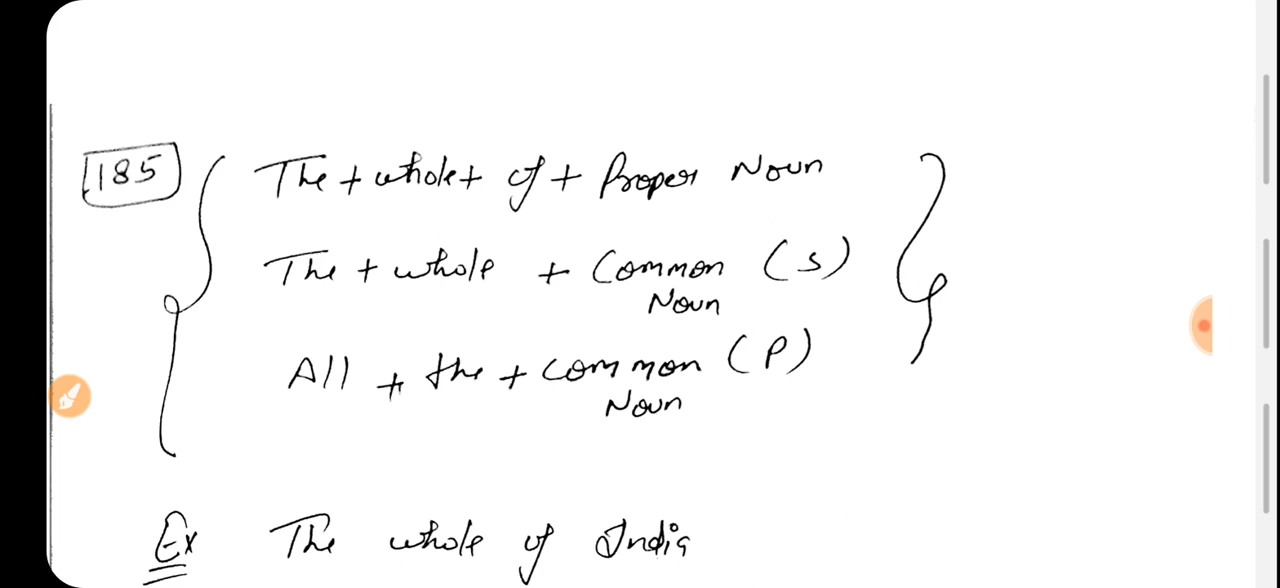 185 The + whole + of + Proper Noun
The + whole + Common (S)
Noun
All + the + common (P)
Noun
Ex The whole of India